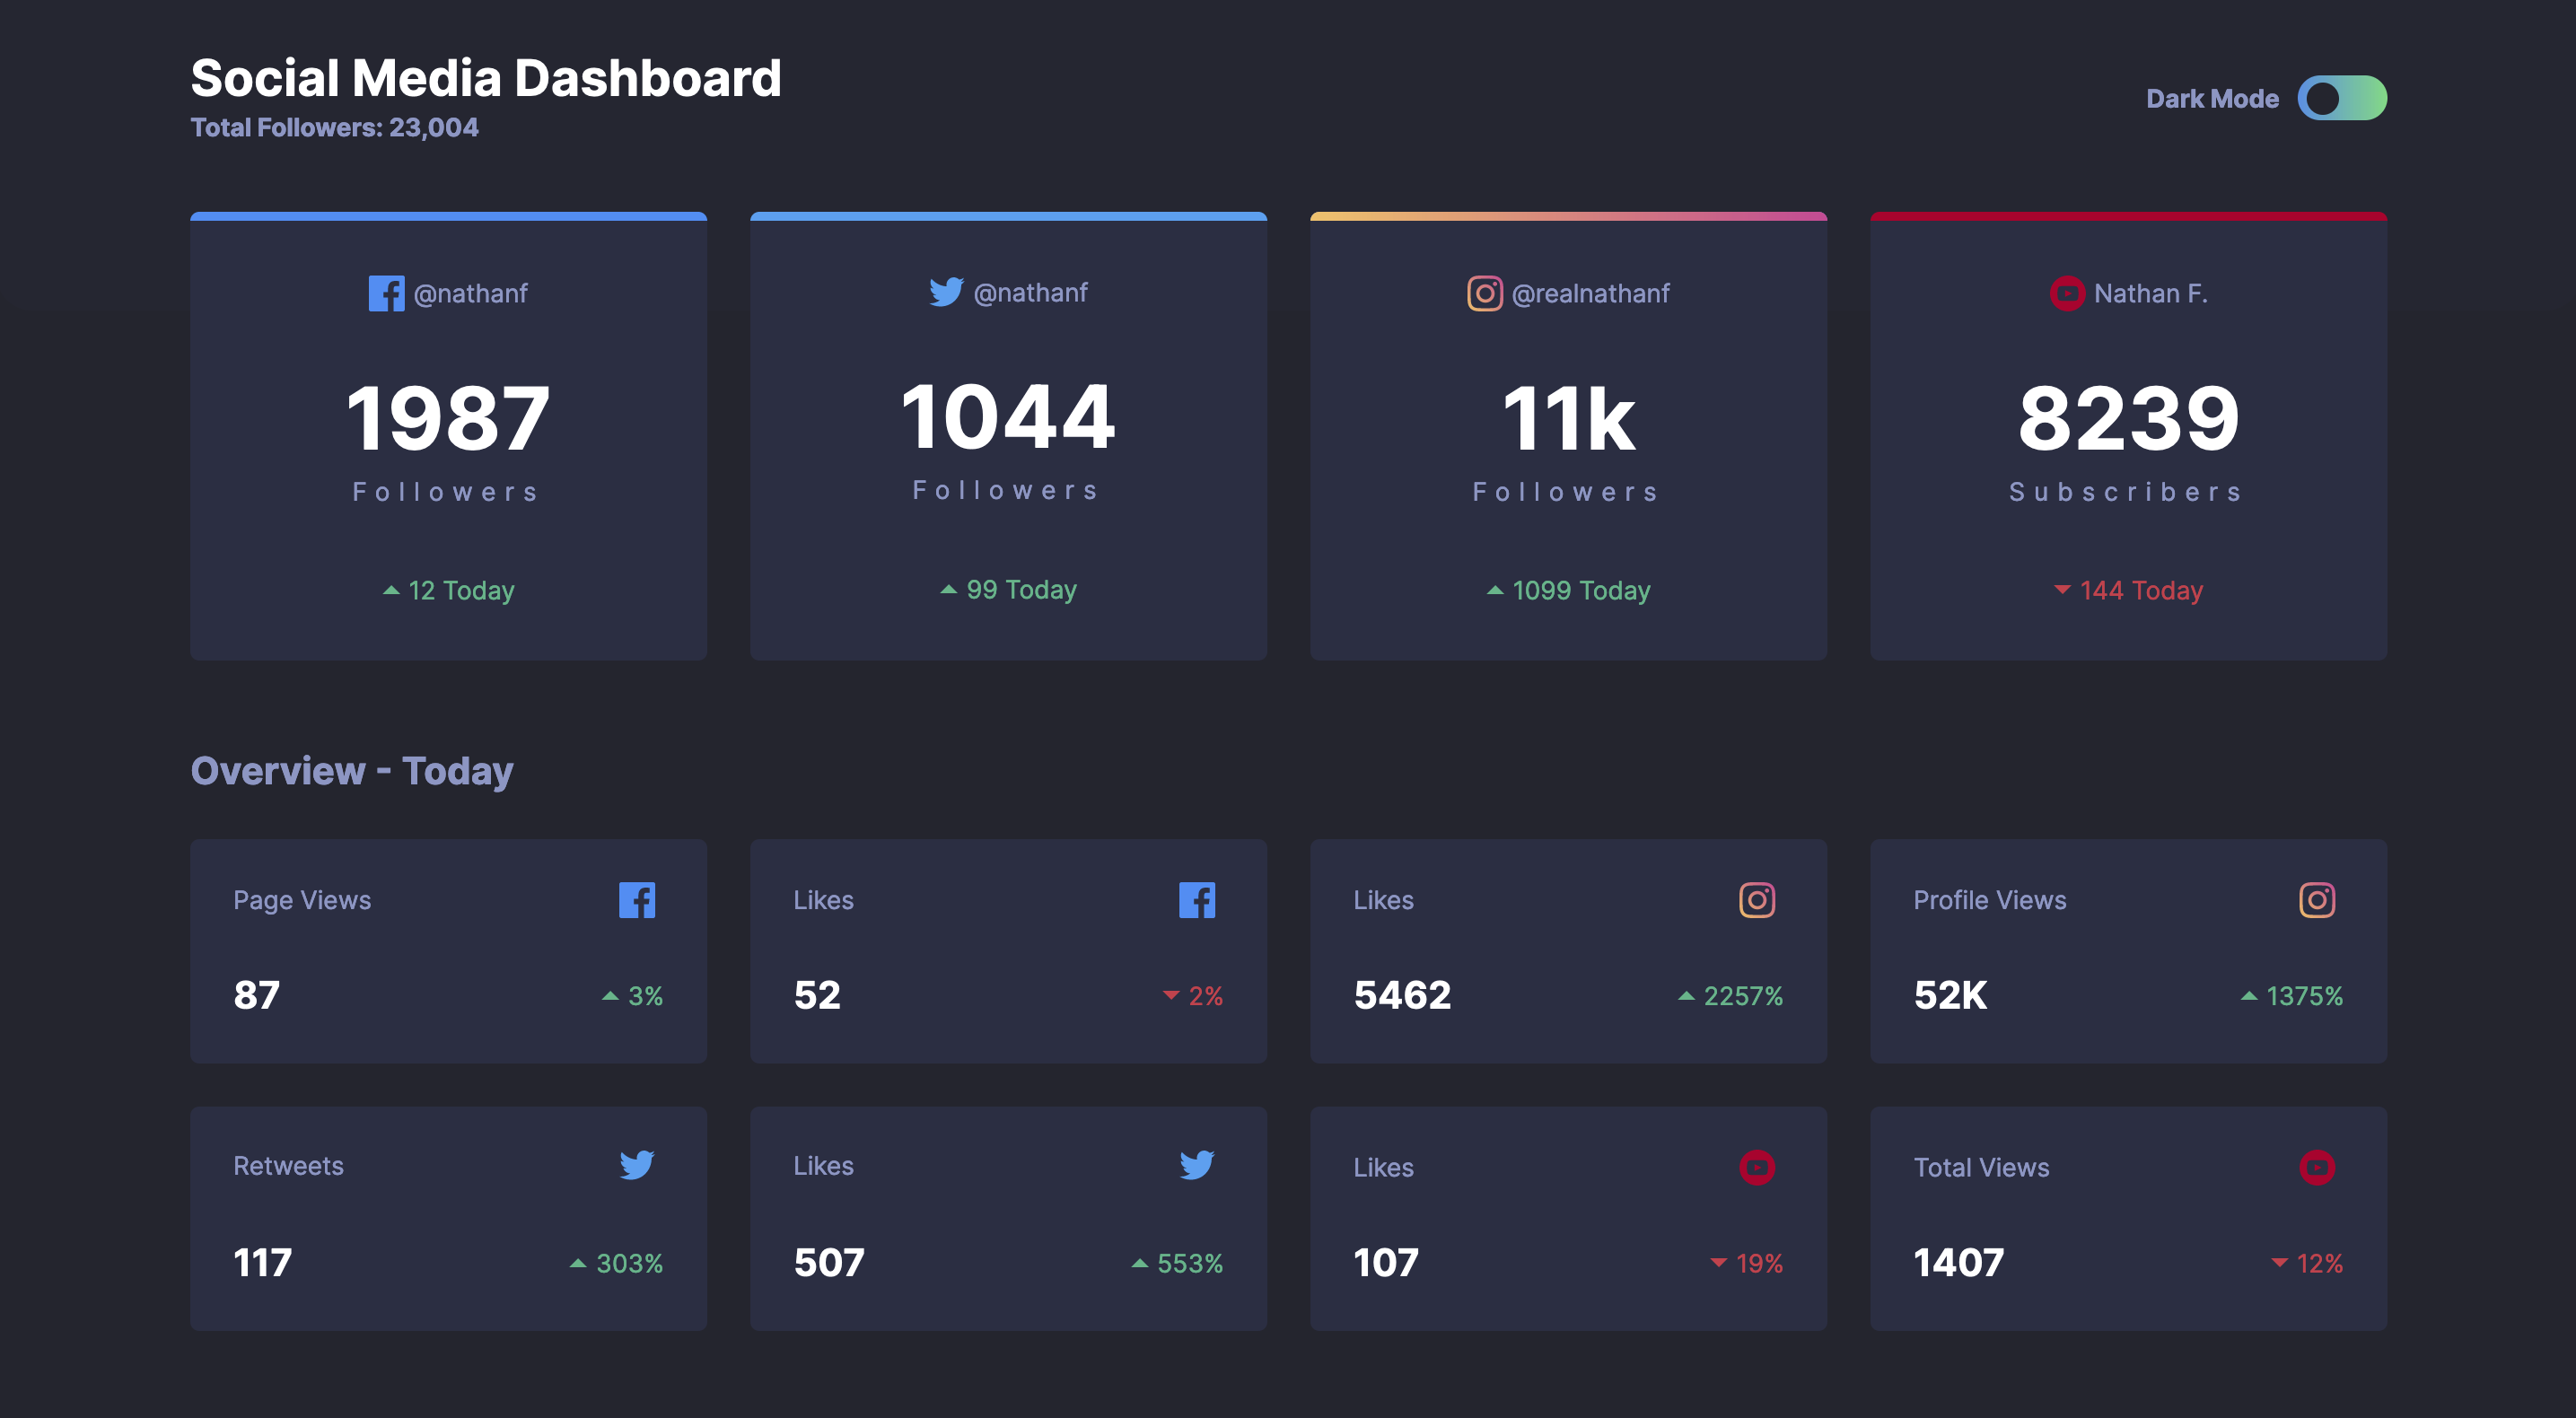 Social Media Dashboard
Total Followers: 23,004
Dark Mode
@nathanf
1987
Followers
12 Today
@nathanf
1044
Followers
99 Today
@realnathanf
11k
Followers
1099 Today
Nathan F.
8239
Subscribers
144 Today
Overview - Today
Page Views
87
3%
Likes
52
2%
Likes
5462
2257%
Profile Views
52K
1375%
Retweets
117
303%
Likes
507
553%
Likes
107
19%
Total Views
1407
12%